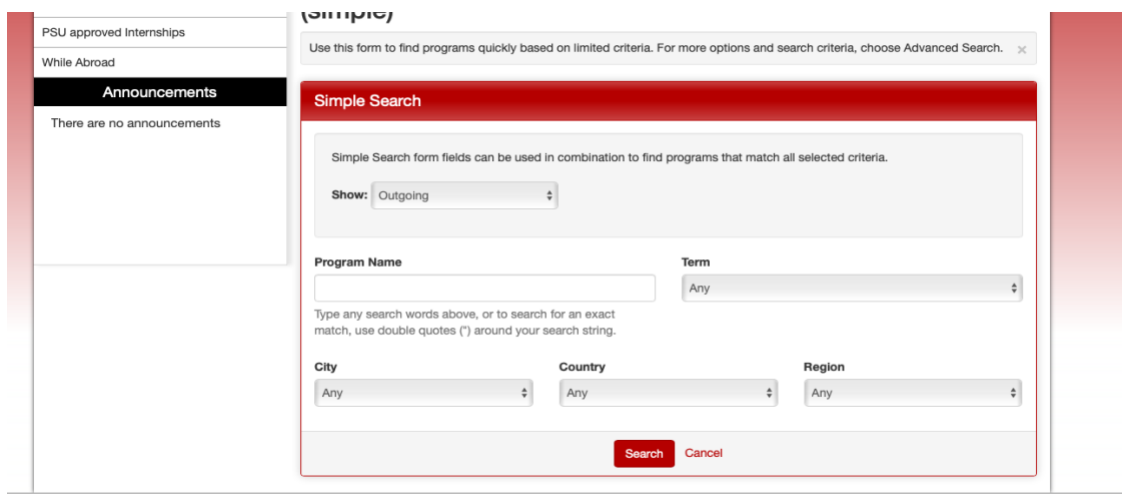 PSU approved Internships
While Abroad
Announcements
There are no announcements
(simple)
Use this form to find programs quickly based on limited criteria. For more options and search criteria, choose Advanced Search. ×
Simple Search
Simple Search form fields can be used in combination to find programs that match all selected criteria.
Show: Outgoing
Program Name Term
Any
Type any search words above, or to search for an exact
match, use double quotes (") around your search string.
City Country Region
Any Any Any
Search Cancel